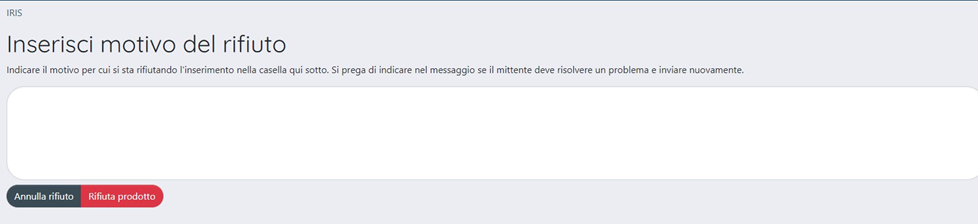 IRIS
Inserisci motivo del rifiuto
Indicare il motivo per cui si sta rifiutando l'inserimento nella casella qui sotto. Si prega di indicare nel messaggio se il mittente deve risolvere un problema e inviare nuovamente.
Annulla rifiuto Rifiuta prodotto